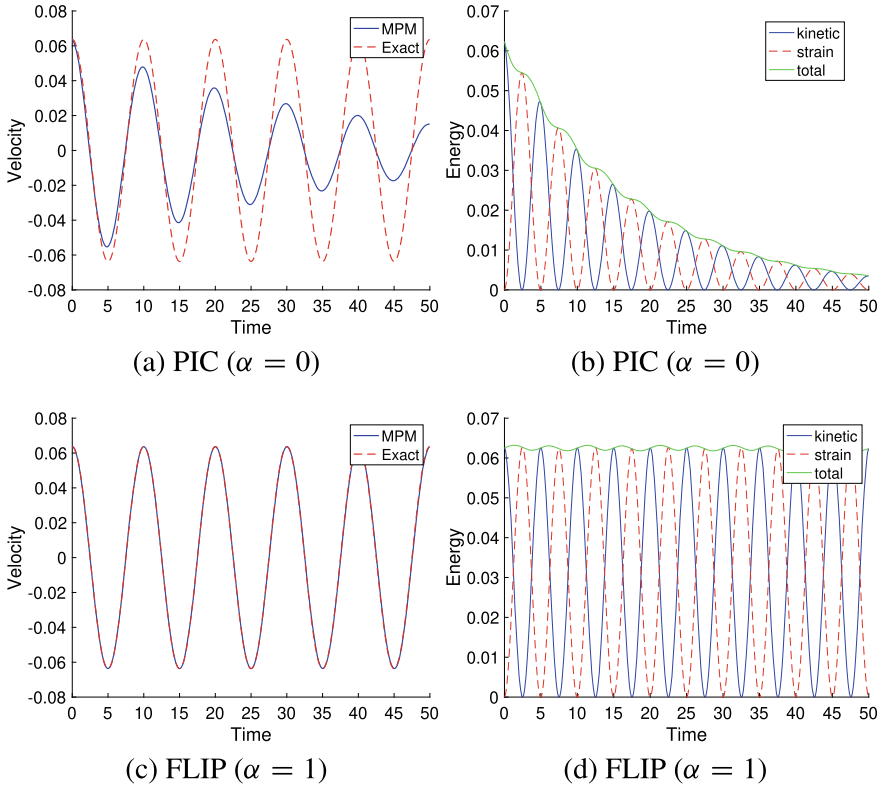 0.08
0.06
0.04
0.02
0
-0.02
-0.04
-0.06
-0.08
Velocity
0 5 10 15 20 25 30 35 40 45 50
Time
MPM
Exact
(a) PIC (α = 0)
0.07
0.06
0.05
0.04
0.03
0.02
0.01
0
Energy
0 5 10 15 20 25 30 35 40 45 50
Time
kinetic
strain
total
(b) PIC (α = 0)
0.08
0.06
0.04
0.02
0
-0.02
-0.04
-0.06
-0.08
Velocity
0 5 10 15 20 25 30 35 40 45 50
Time
MPM
Exact
(c) FLIP (α = 1)
0.07
0.06
0.05
0.04
0.03
0.02
0.01
0
Energy
0 5 10 15 20 25 30 35 40 45 50
Time
kinetic
strain
total
(d) FLIP (α = 1)